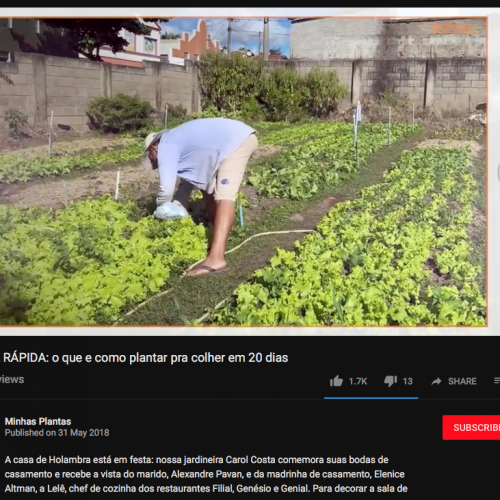 RÁPIDA: o que e como plantar pra colher em 20 dias
views
1.7K 13 SHARE
Minhas Plantas
Published on 31 May 2018
SUBSCRIBE
A casa de Holambra está em festa: nossa jardineira Carol Costa comemora suas bodas de
casamento e recebe a vista do marido, Alexandre Pavan, e da madrinha de casamento, Elenice
Altman, a Lelê, chef de cozinha dos restaurantes Filial, Genésio e Genial. Para decorar a sala de